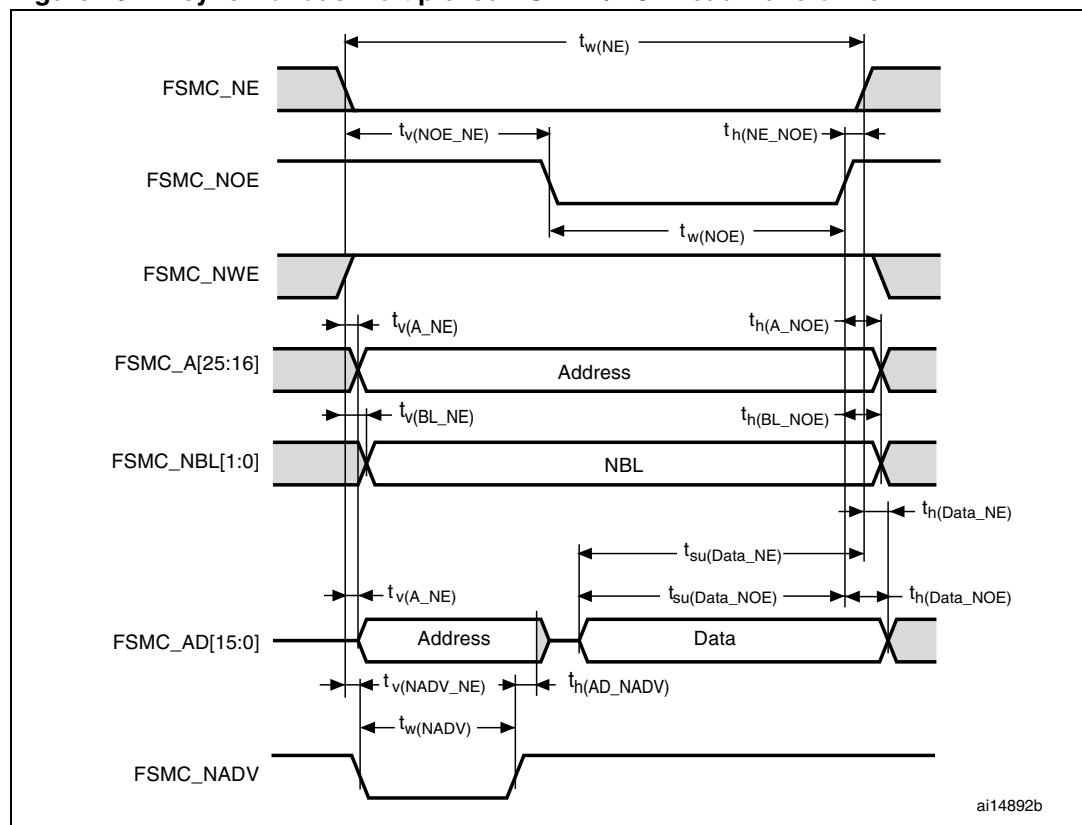 t_w(NE)
FSMC_NE
t_v(NOE_NE)
t_h(NE_NOE)
FSMC_NOE
t_w(NOE)
FSMC_NWE
t_v(A_NE)
t_h(A_NOE)
FSMC_A[25:16]
Address
t_v(BL_NE)
t_h(BL_NOE)
FSMC_NBL[1:0]
NBL
t_h(Data_NE)
t_su(Data_NE)
t_v(A_NE)
t_su(Data_NOE)
t_h(Data_NOE)
FSMC_AD[15:0]
Address
Data
t_v(NADV_NE)
t_h(AD_NADV)
t_w(NADV)
FSMC_NADV
ai14892b